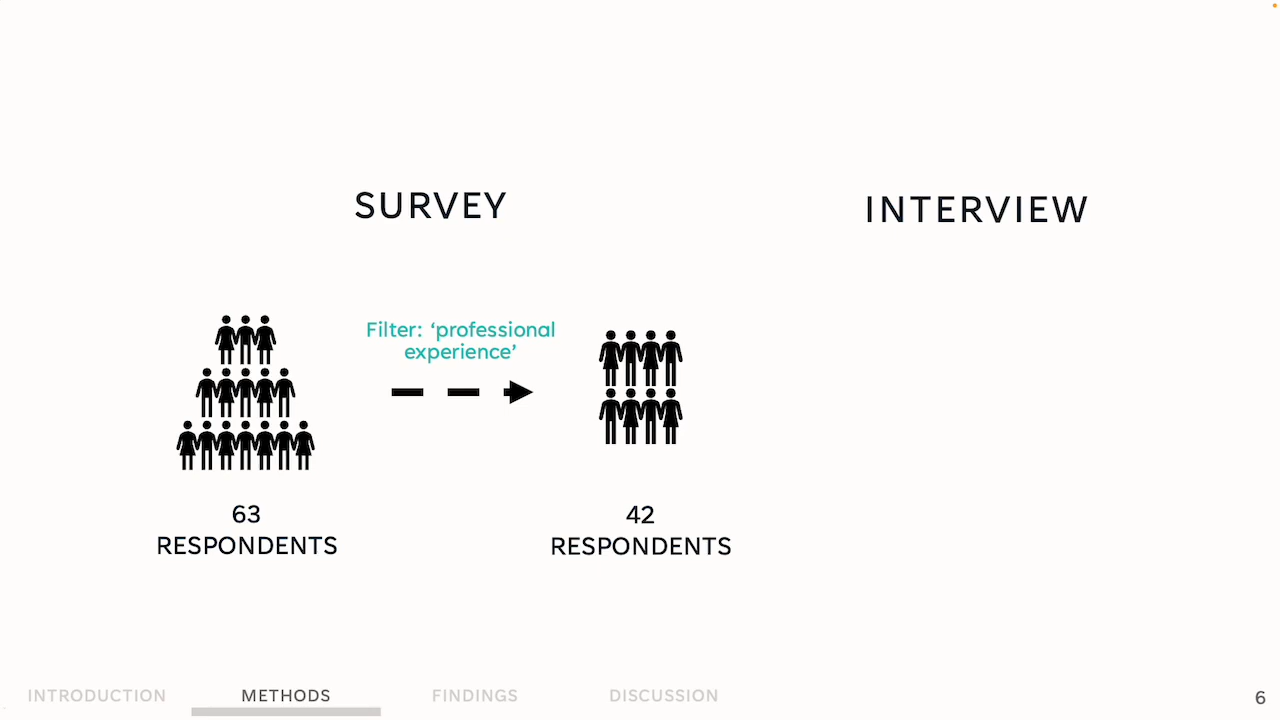 SURVEY
INTERVIEW
Filter: ‘professional
experience’
63
RESPONDENTS
42
RESPONDENTS
INTRODUCTION
METHODS
FINDINGS
DISCUSSION
6